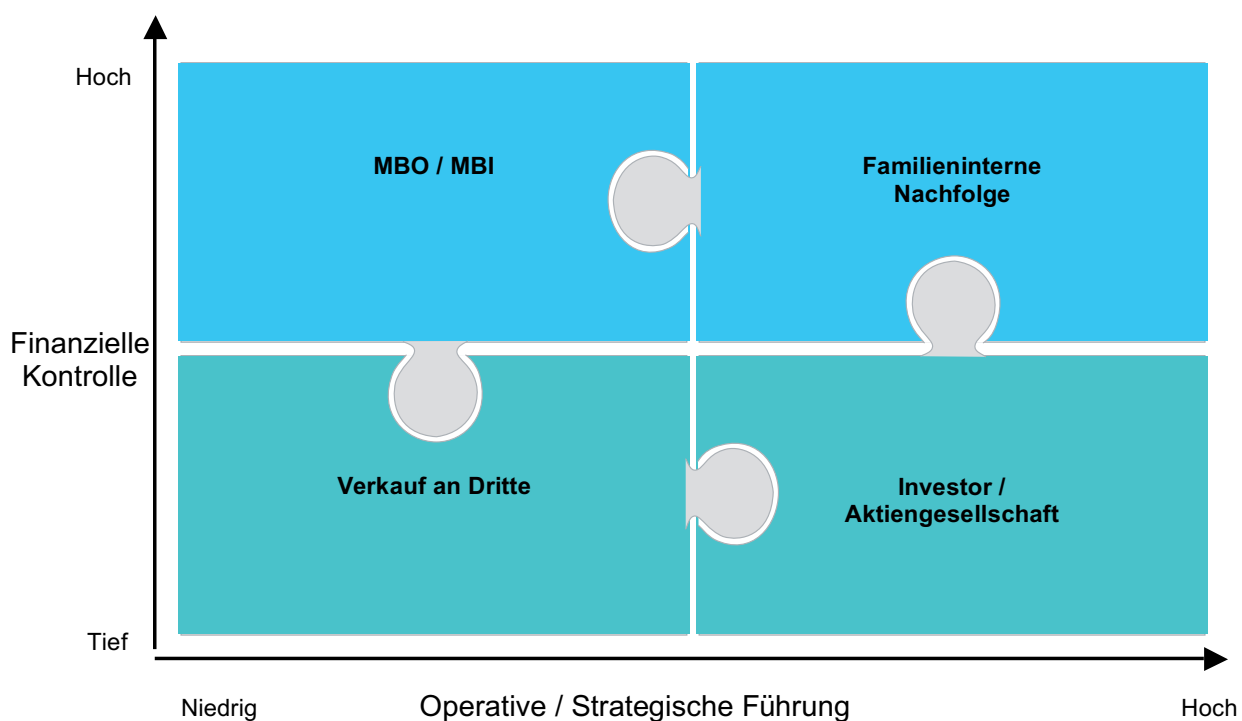 Hoch
MBO / MBI
Familieninterne
Nachfolge
Finanzielle
Kontrolle
Verkauf an Dritte
Investor /
Aktiengesellschaft
Tief
Niedrig
Operative / Strategische Führung
Hoch